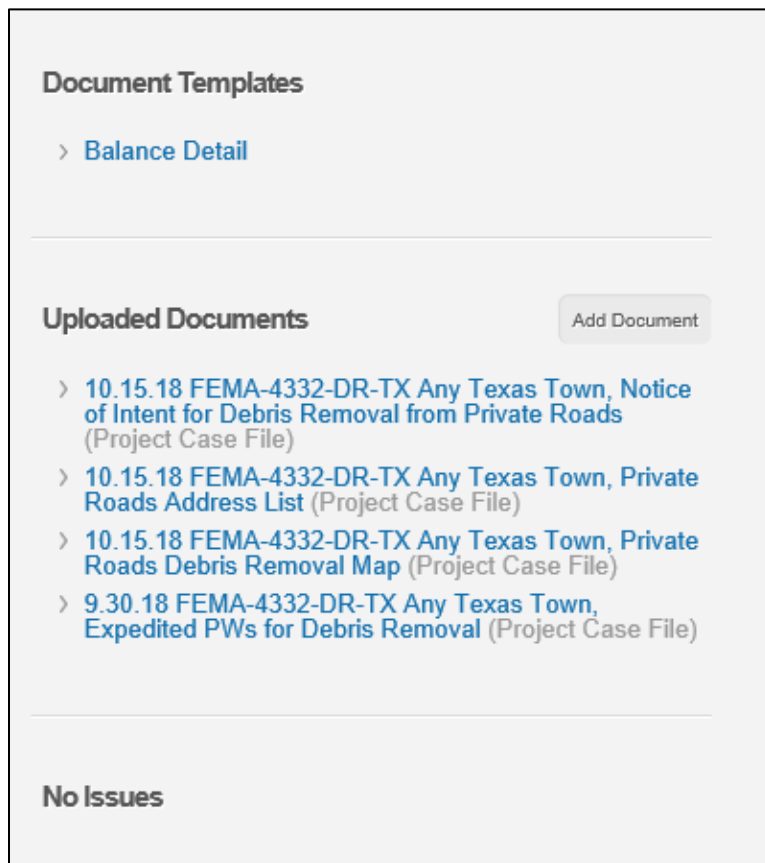 Document Templates
Balance Detail
Uploaded Documents
Add Document
10.15.18 FEMA-4332-DR-TX Any Texas Town, Notice
of Intent for Debris Removal from Private Roads
(Project Case File)
10.15.18 FEMA-4332-DR-TX Any Texas Town, Private
Roads Address List (Project Case File)
10.15.18 FEMA-4332-DR-TX Any Texas Town, Private
Roads Debris Removal Map (Project Case File)
9.30.18 FEMA-4332-DR-TX Any Texas Town,
Expedited PWs for Debris Removal (Project Case File)
No Issues